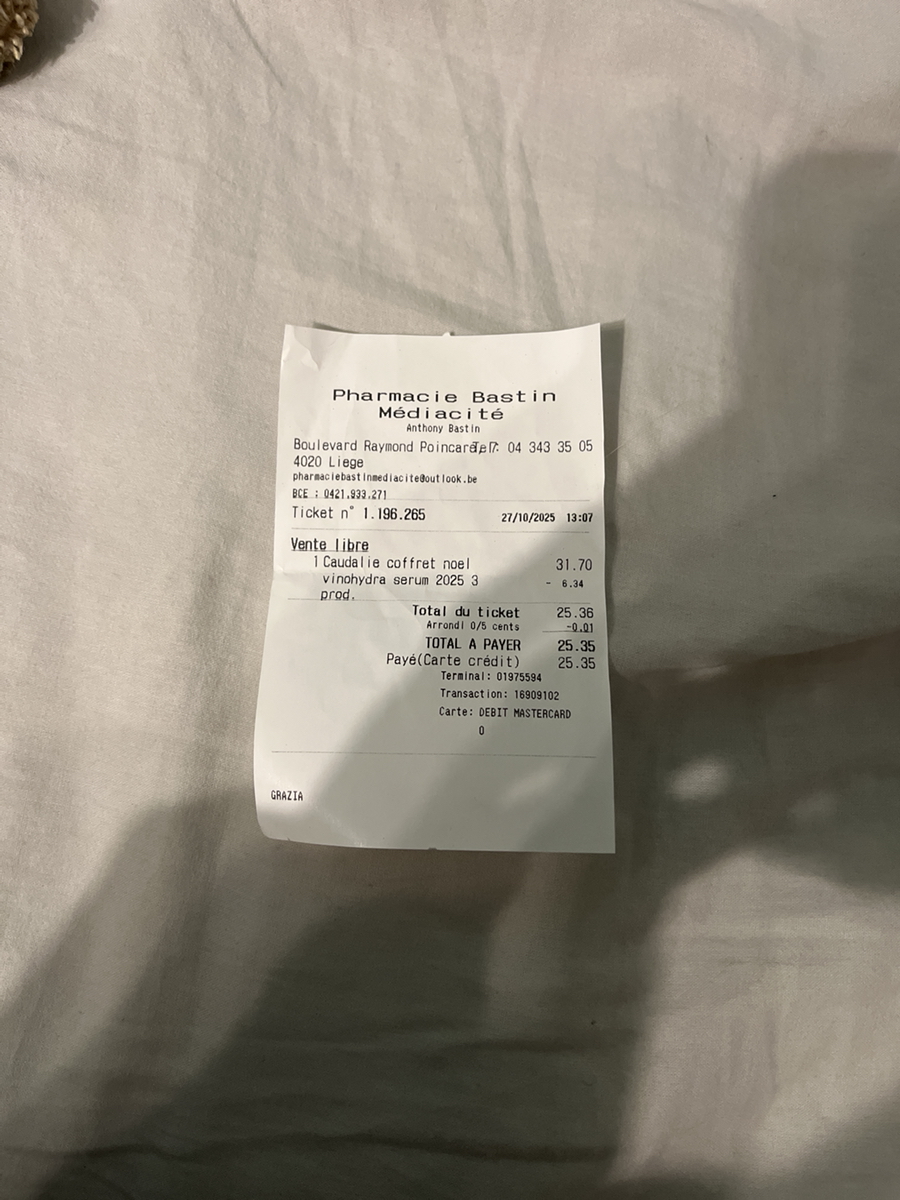 Pharmacie Bastin
Médiacité
Anthony Bastin
Boulevard Raymond Poincaré, 7 Tel: 04 343 35 05
4020 Liege
pharmaciebastinmediacite@outlook.be
BCE : 0421.933.271
Ticket n° 1.196.265 27/10/2025 13:07
Vente libre
1 Caudalie coffret noel 31.70
vinohydra serum 2025 3 - 6.34
prod.
Total du ticket 25.36
Arrondi 0/5 cents -0.01
TOTAL A PAYER 25.35
Payé(Carte crédit) 25.35
Terminal: 01975594
Transaction: 16909102
Carte: DEBIT MASTERCARD
0
GRAZIA